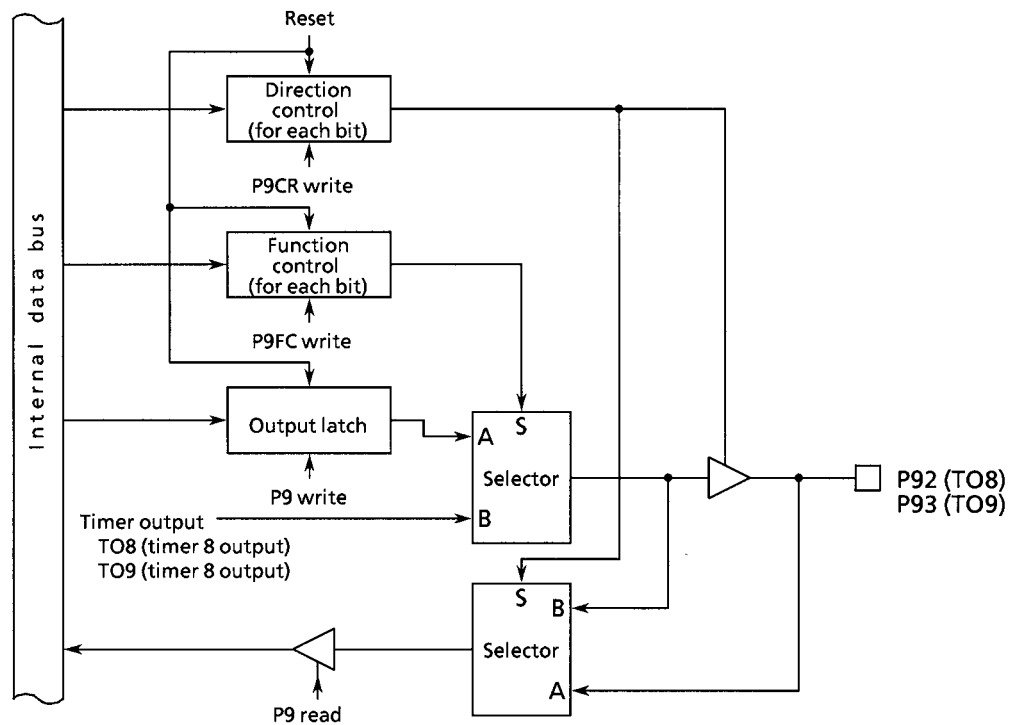 Reset
Direction
control
(for each bit)
P9CR write
Internal data bus
Function
control
(for each bit)
P9FC write
Output latch
A
S
Selector
B
P9 write
P92 (TO8)
P93 (TO9)
Timer output
TO8 (timer 8 output)
TO9 (timer 8 output)
S
B
Selector
A
P9 read